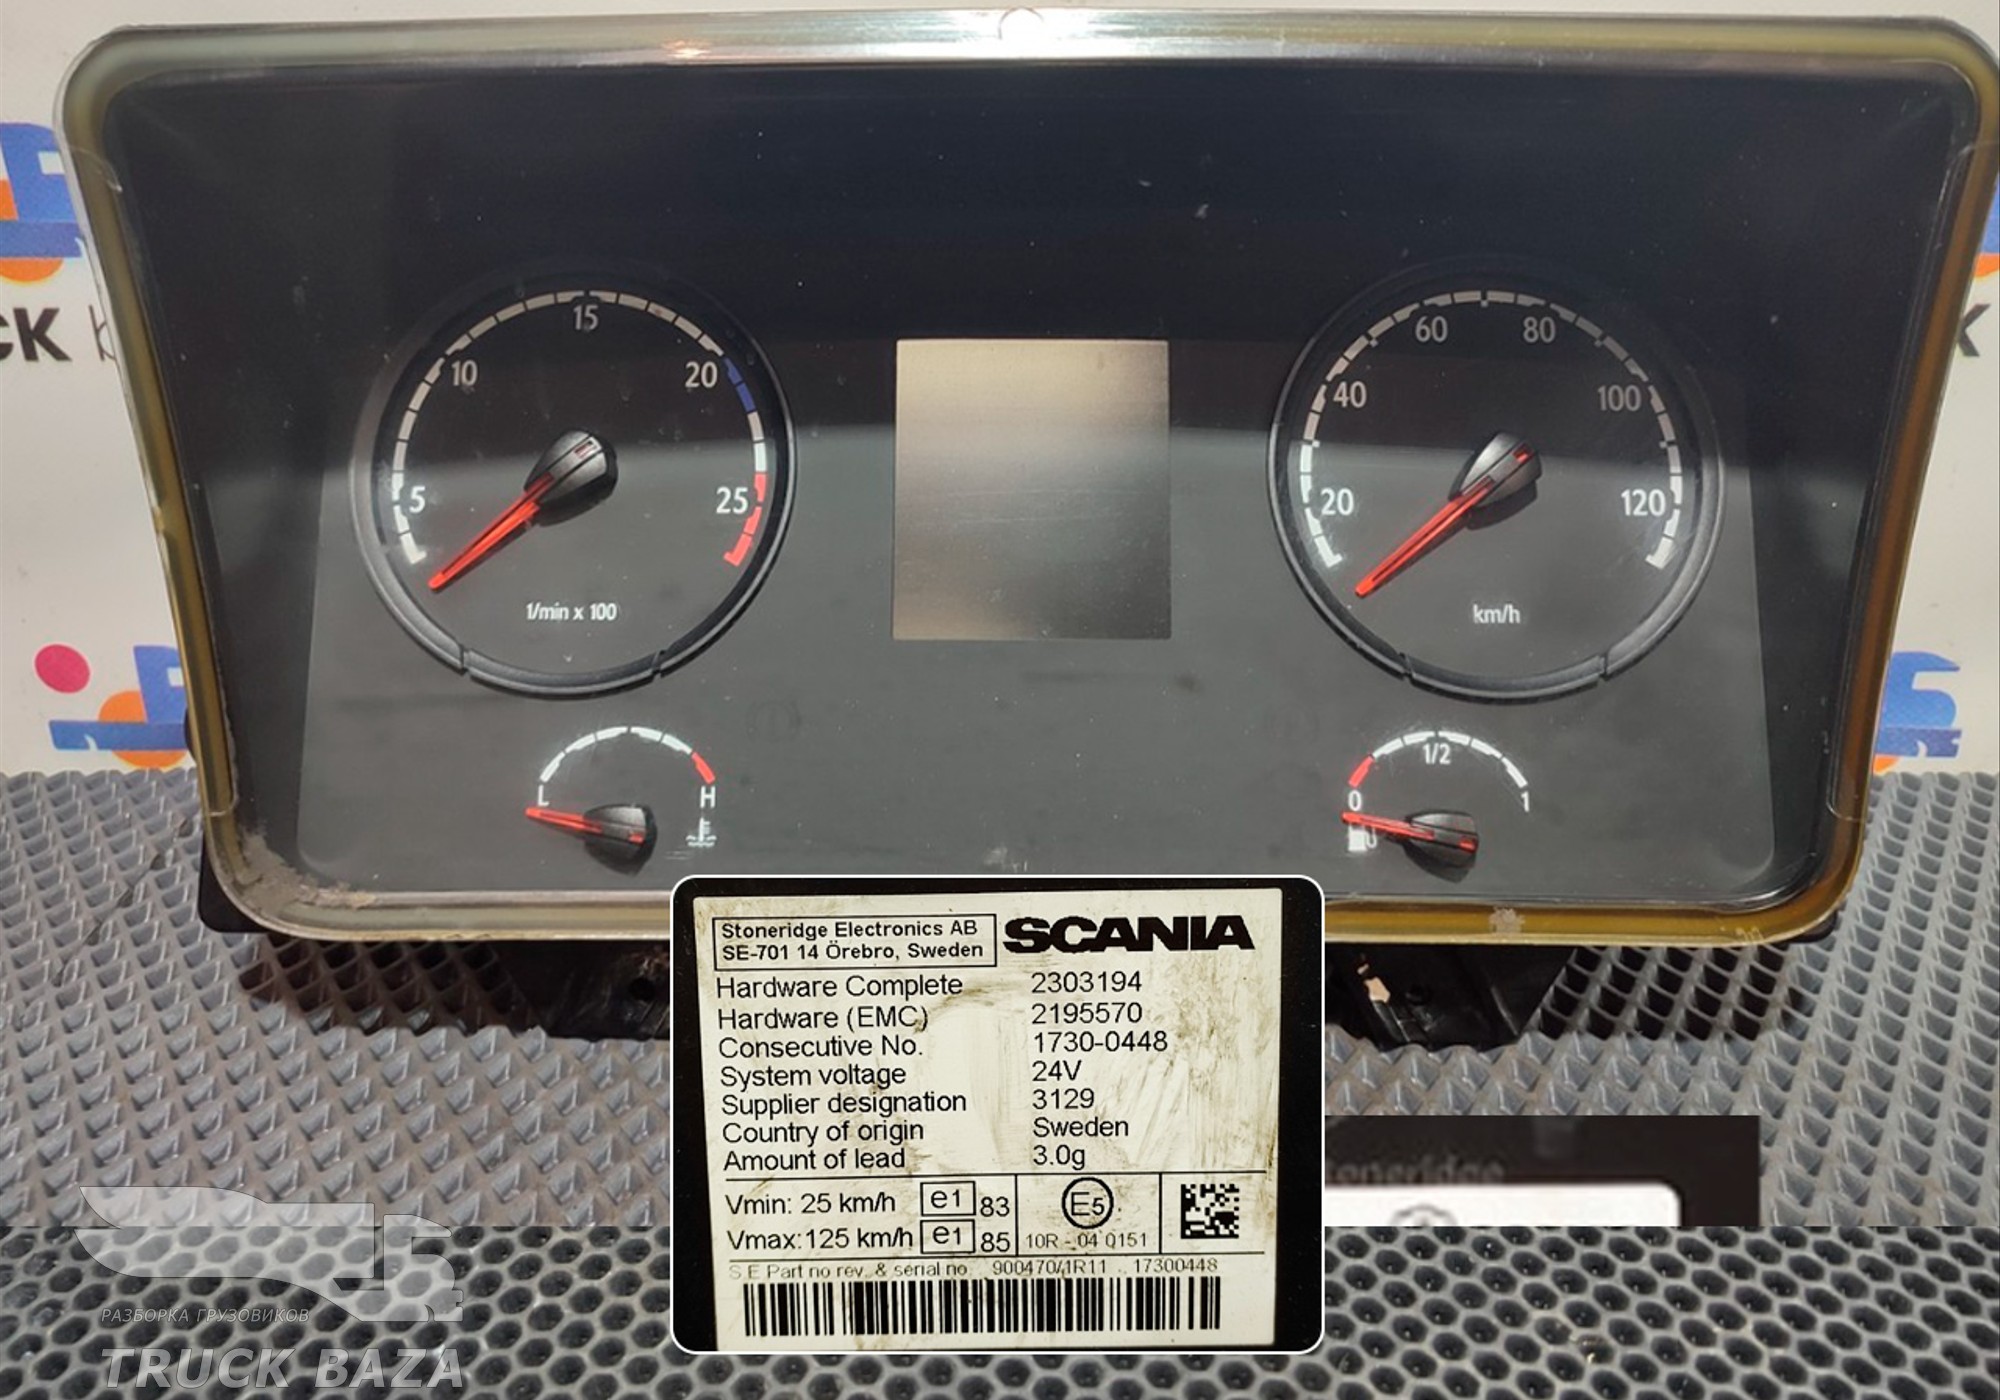 CK
15
10
20
5
25
1/min x 100
60
80
40
100
20
120
km/h
L
H
1/2
0
1
Stoneridge Electronics AB
SE-701 14 Örebro, Sweden
SCANIA
Hardware Complete 2303194
Hardware (EMC) 2195570
Consecutive No. 1730-0448
System voltage 24V
Supplier designation 3129
Country of origin Sweden
Amount of lead 3.0g
Vmin: 25 km/h e1 83
Vmax: 125 km/h e1 85
E5
10R - 04 0151
S E Part no rev. & serial no. 900470/1R11 17300448
Stoneridge
РАЗБОРКА ГРУЗОВИКОВ
TRUCK BAZA